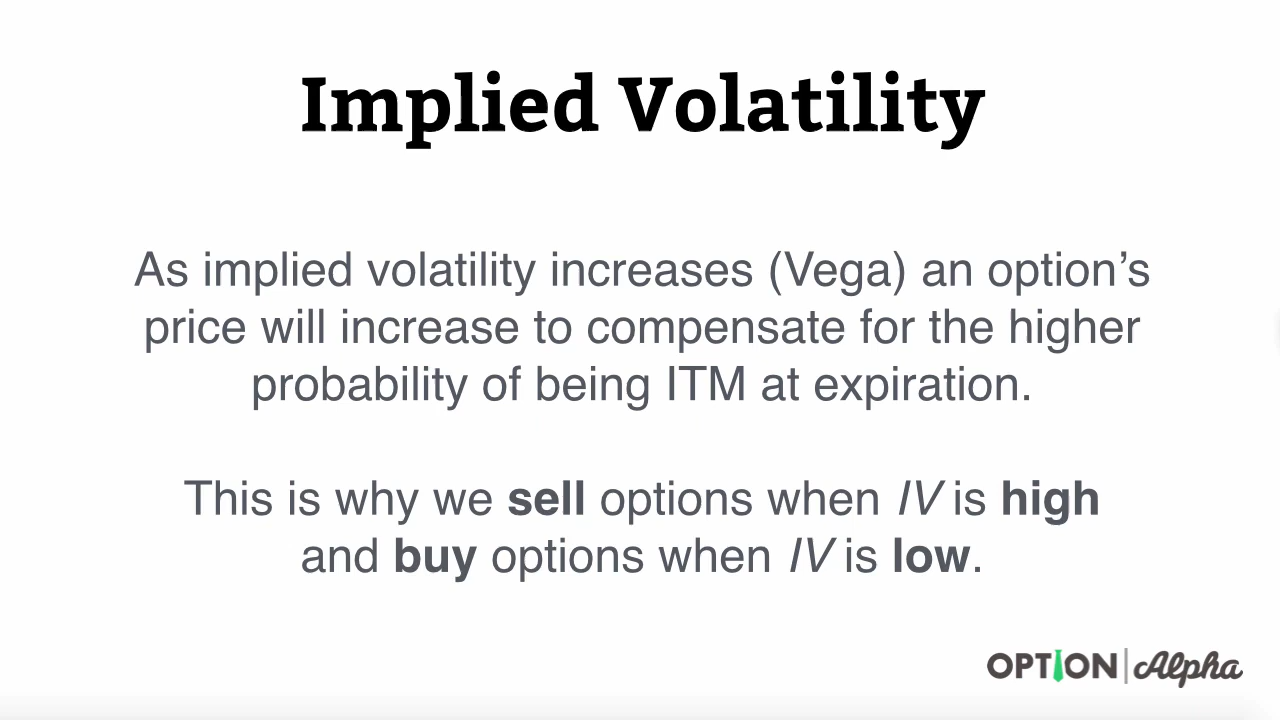 Implied Volatility
As implied volatility increases (Vega) an option’s
price will increase to compensate for the higher
probability of being ITM at expiration.
This is why we sell options when IV is high
and buy options when IV is low.
OPTION | Alpha